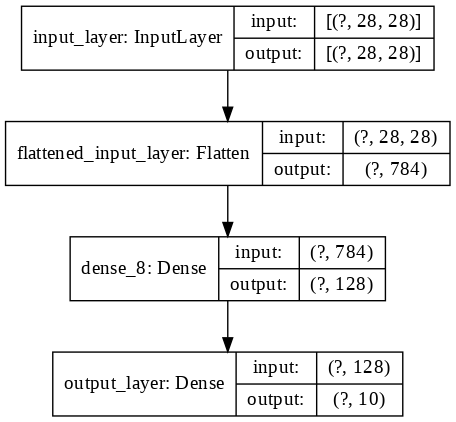 input_layer: InputLayer
input: [(?, 28, 28)]
output: [(?, 28, 28)]
flattened_input_layer: Flatten
input: (?, 28, 28)
output: (?, 784)
dense_8: Dense
input: (?, 784)
output: (?, 128)
output_layer: Dense
input: (?, 128)
output: (?, 10)